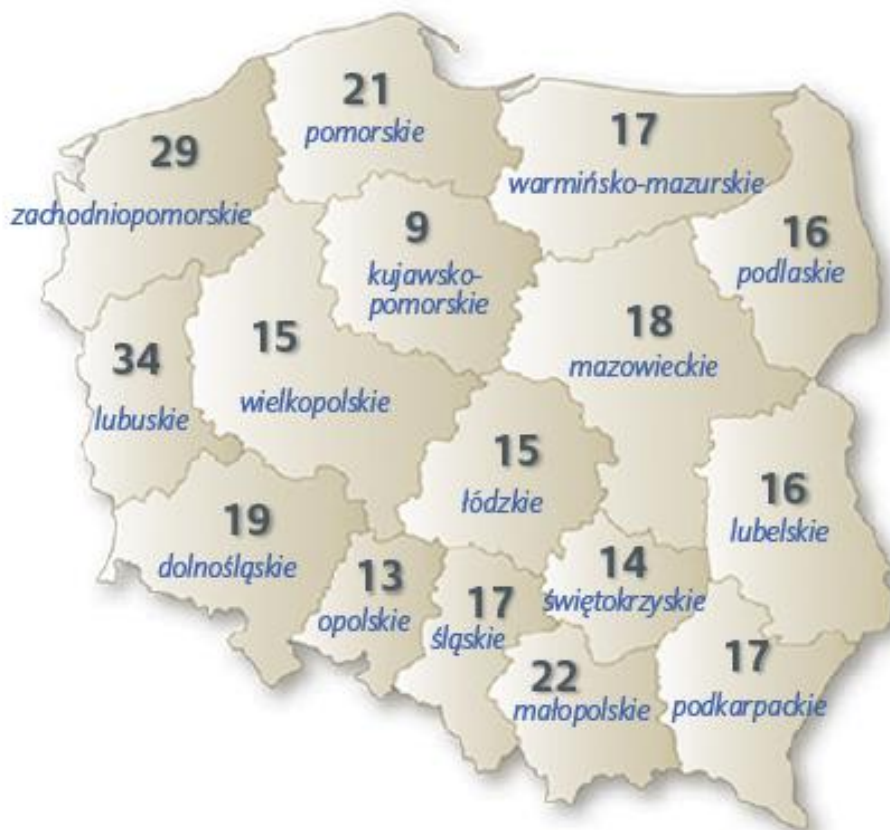 21
pomorskie
29
zachodniopomorskie
17
warmińsko-mazurskie
9
kujawsko-
pomorskie
16
podlaskie
34
lubuskie
15
wielkopolskie
18
mazowieckie
15
łódzkie
19
dolnośląskie
16
lubelskie
13
opolskie
17
śląskie
14
świętokrzyskie
22
małopolskie
17
podkarpackie